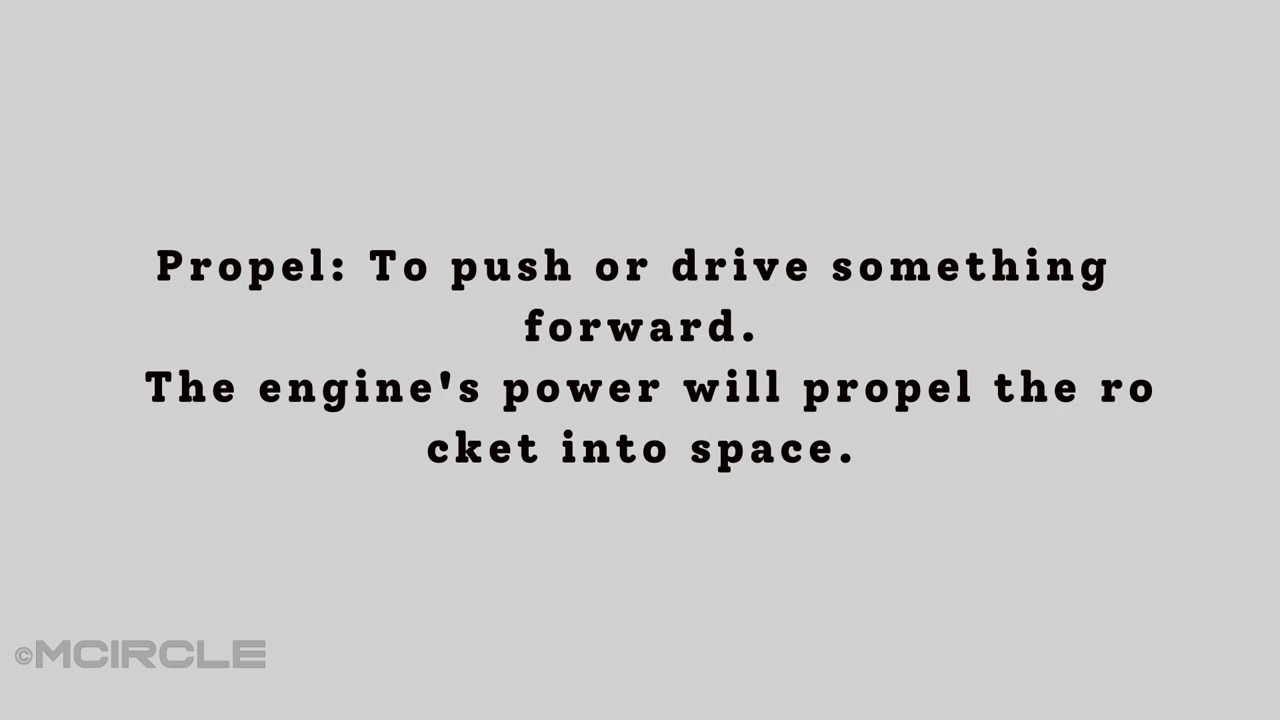 Propel: To push or drive something
forward.
The engine's power will propel the ro
cket into space.
©MCIRCLE